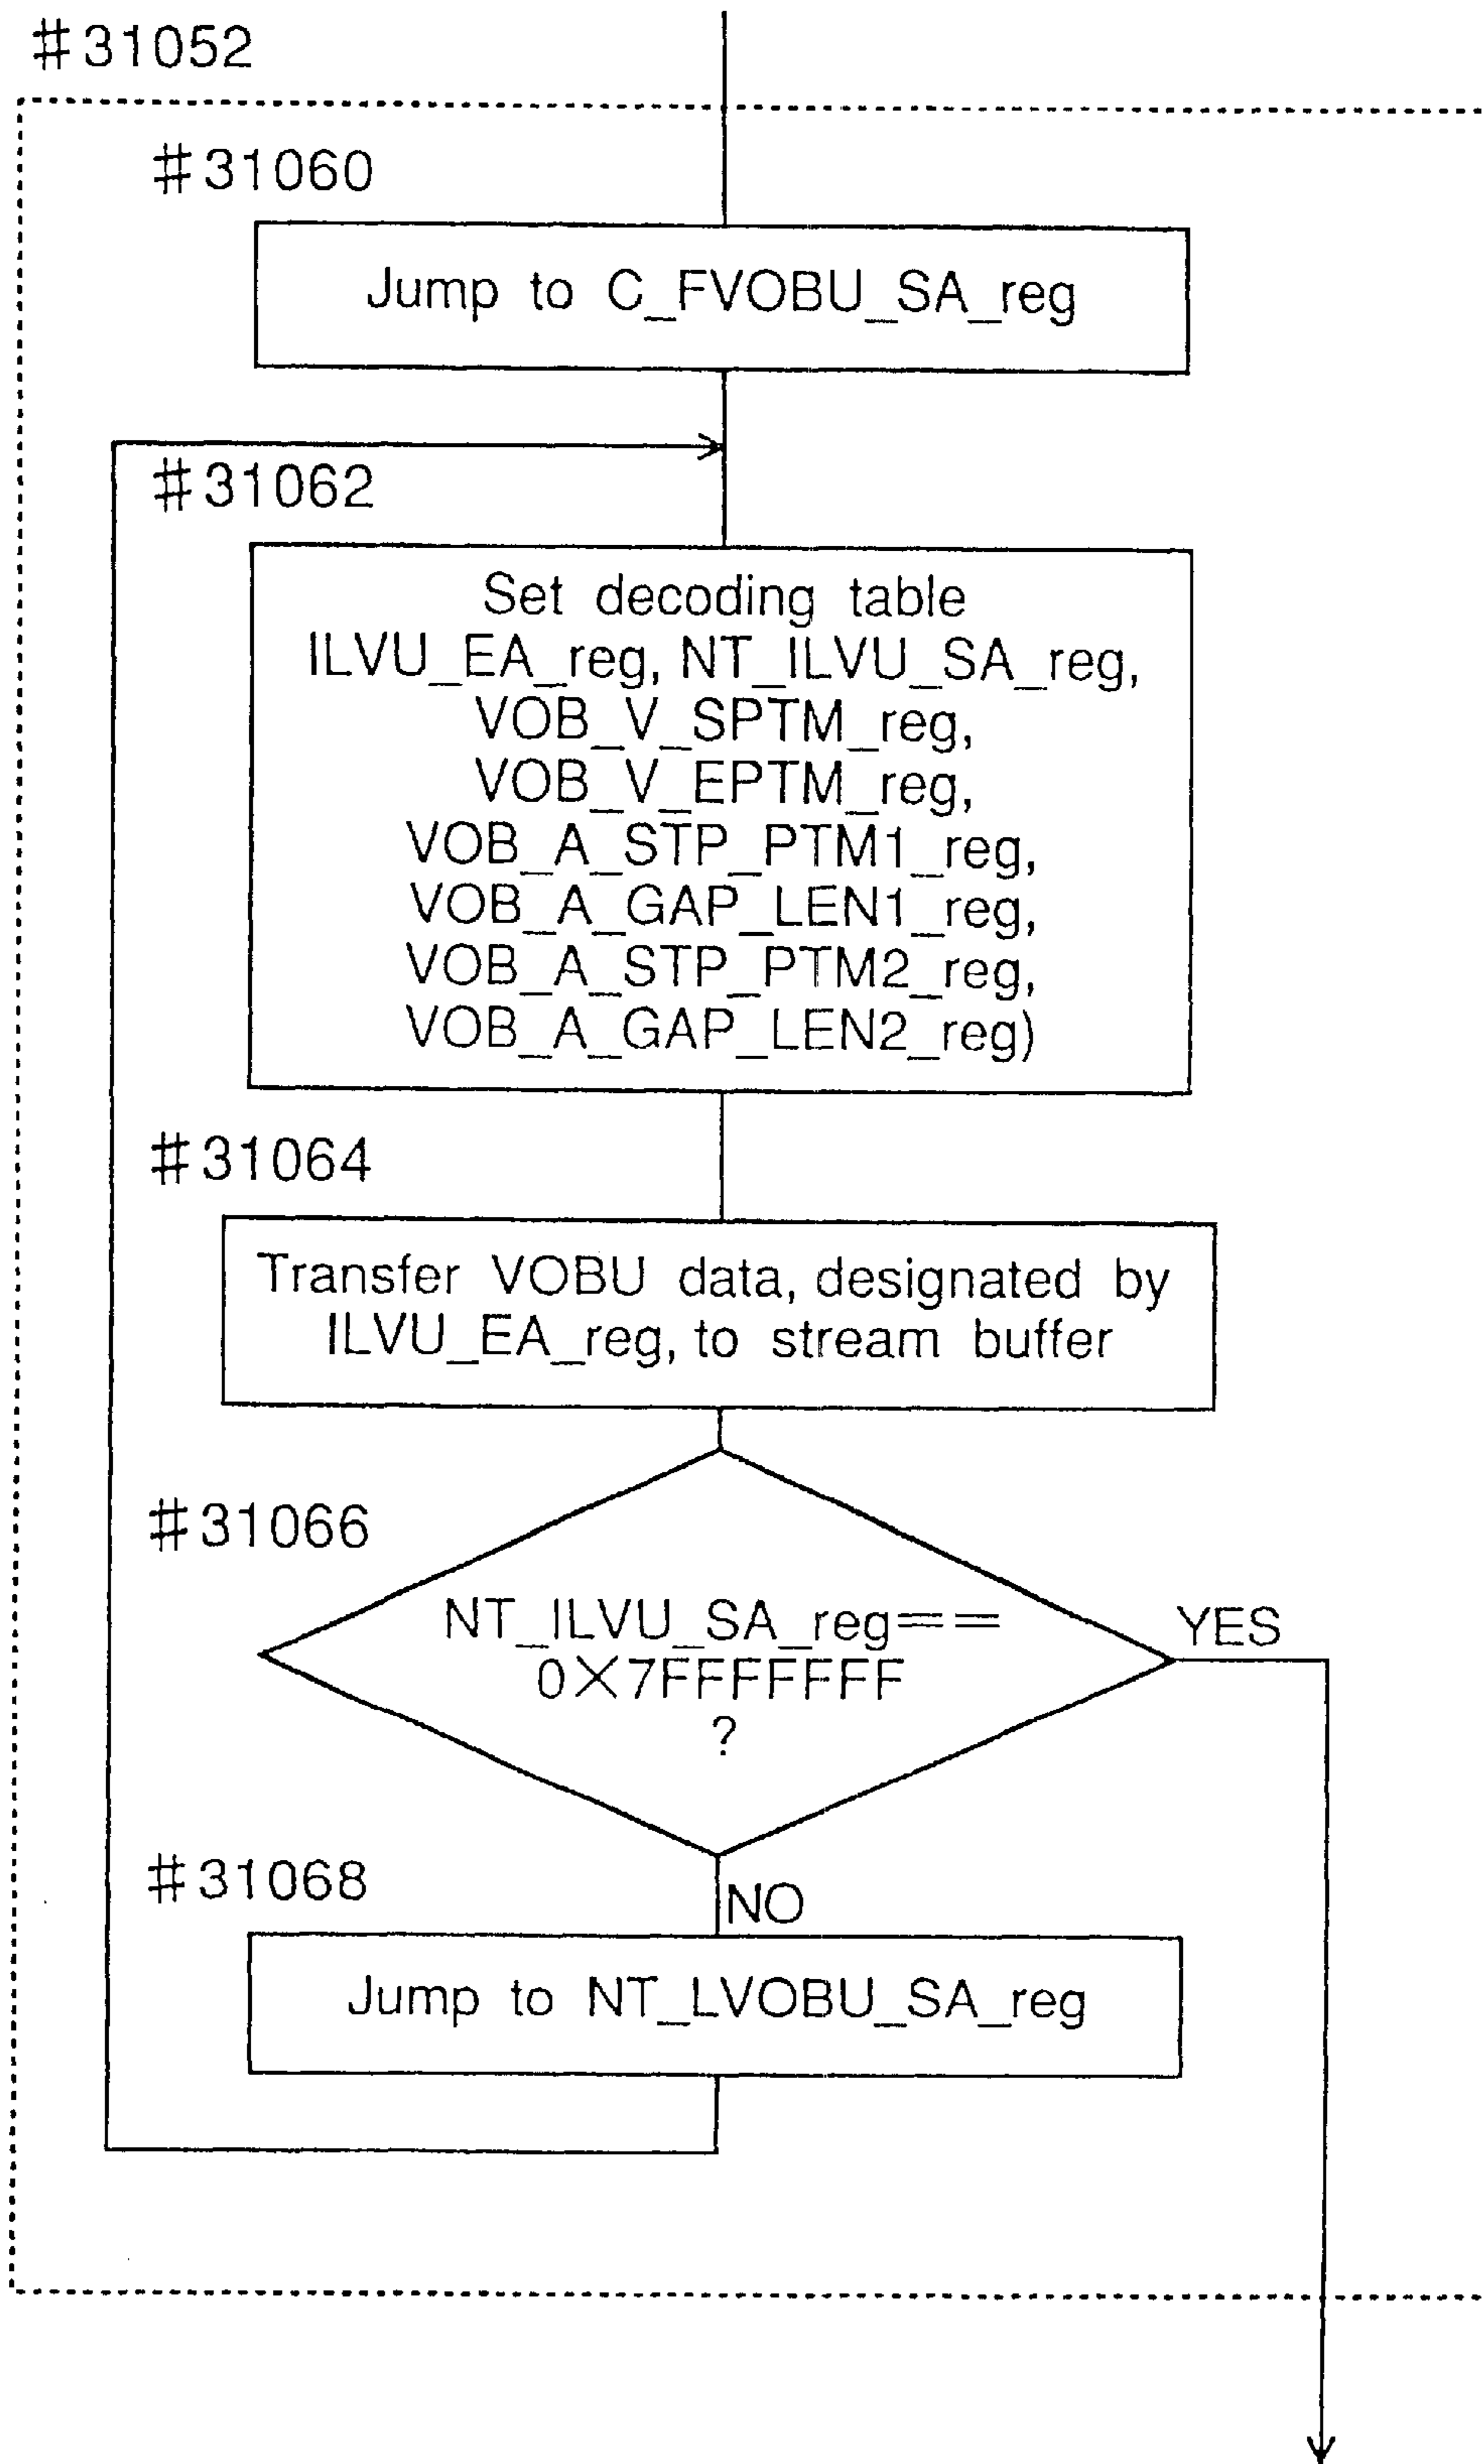 #31052
#31060
Jump to C_FVOBU_SA_reg
#31062
Set decoding table
ILVU_EA_reg, NT_ILVU_SA_reg,
VOB_V_SPTM_reg,
VOB_V_EPTM_reg,
VOB_A_STP_PTM1_reg,
VOB_A_GAP_LEN1_reg,
VOB_A_STP_PTM2_reg,
VOB_A_GAP_LEN2_reg)
#31064
Transfer VOBU data, designated by
ILVU_EA_reg, to stream buffer
#31066
NT_ILVU_SA_reg==
0X7FFFFFFF
?
YES
#31068
NO
Jump to NT_LVOBU_SA_reg